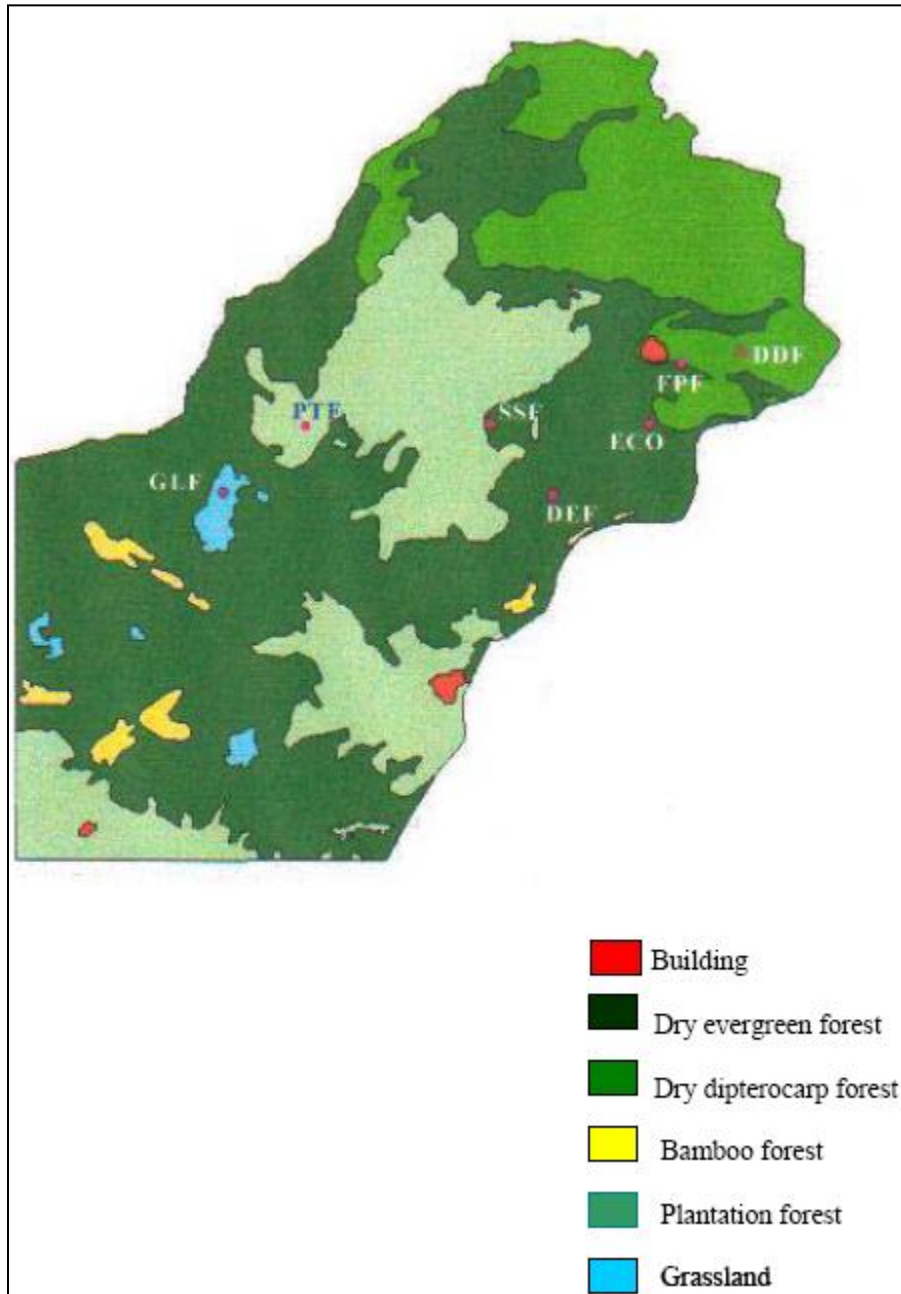 DDF
FPF
PTF
SSF
ECO
GLF
DEF
Building
Dry evergreen forest
Dry dipterocarp forest
Bamboo forest
Plantation forest
Grassland